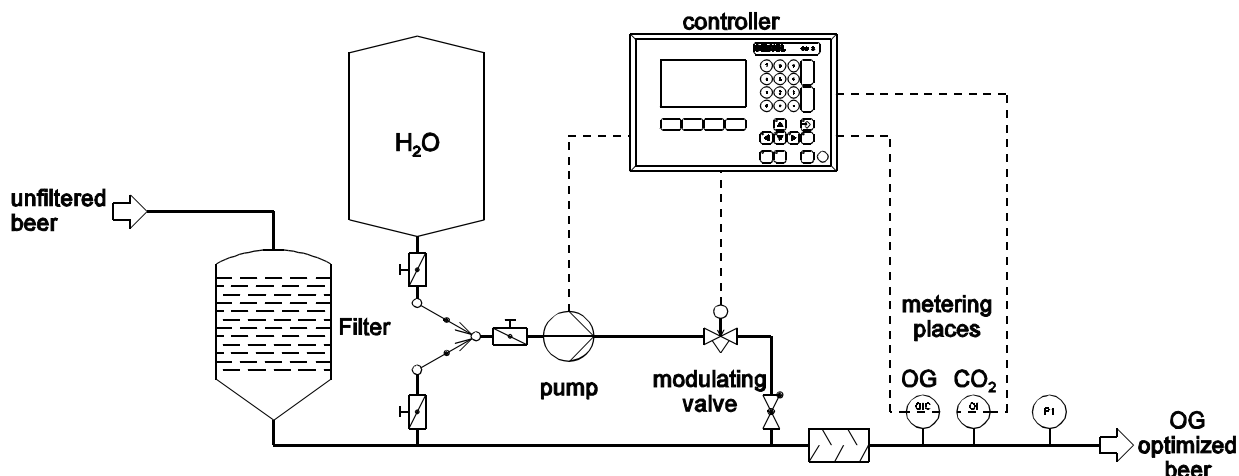 controller
H₂O
unfiltered
beer
Filter
pump
modulating
valve
metering
places
OG
CO₂
QIC
QI
PI
OG
optimized
beer